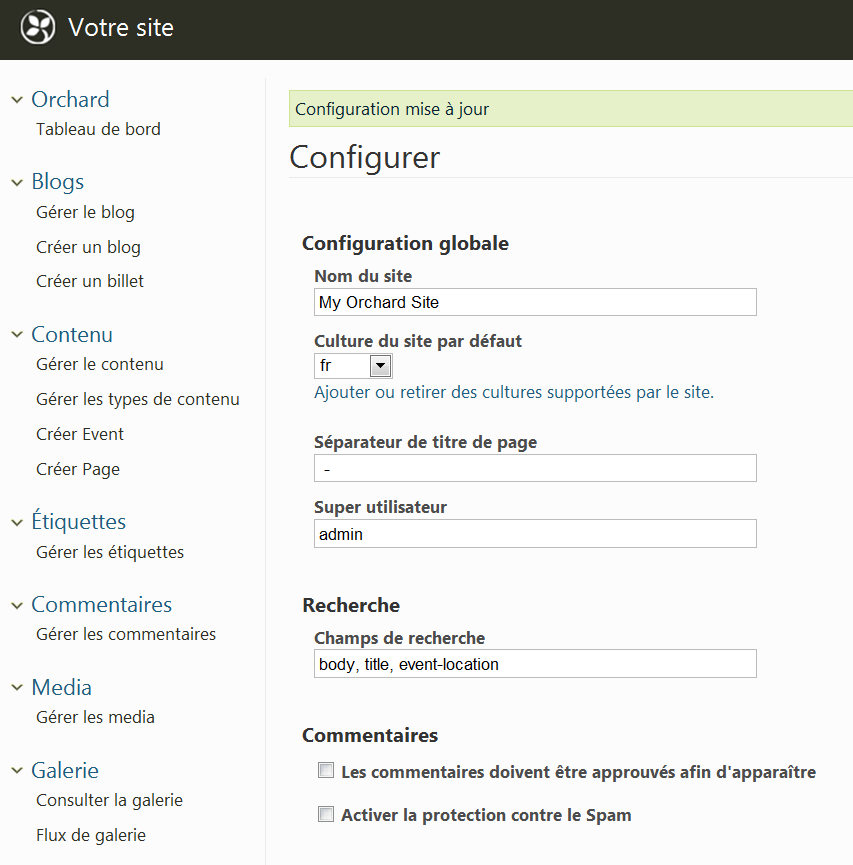 Votre site
Orchard
Tableau de bord
Blogs
Gérer le blog
Créer un blog
Créer un billet
Contenu
Gérer le contenu
Gérer les types de contenu
Créer Event
Créer Page
Étiquettes
Gérer les étiquettes
Commentaires
Gérer les commentaires
Media
Gérer les media
Galerie
Consulter la galerie
Flux de galerie
Configuration mise à jour
Configurer
Configuration globale
Nom du site
My Orchard Site
Culture du site par défaut
fr
Ajouter ou retirer des cultures supportées par le site.
Séparateur de titre de page
-
Super utilisateur
admin
Recherche
Champs de recherche
body, title, event-location
Commentaires
Les commentaires doivent être approuvés afin d'apparaître
Activer la protection contre le Spam